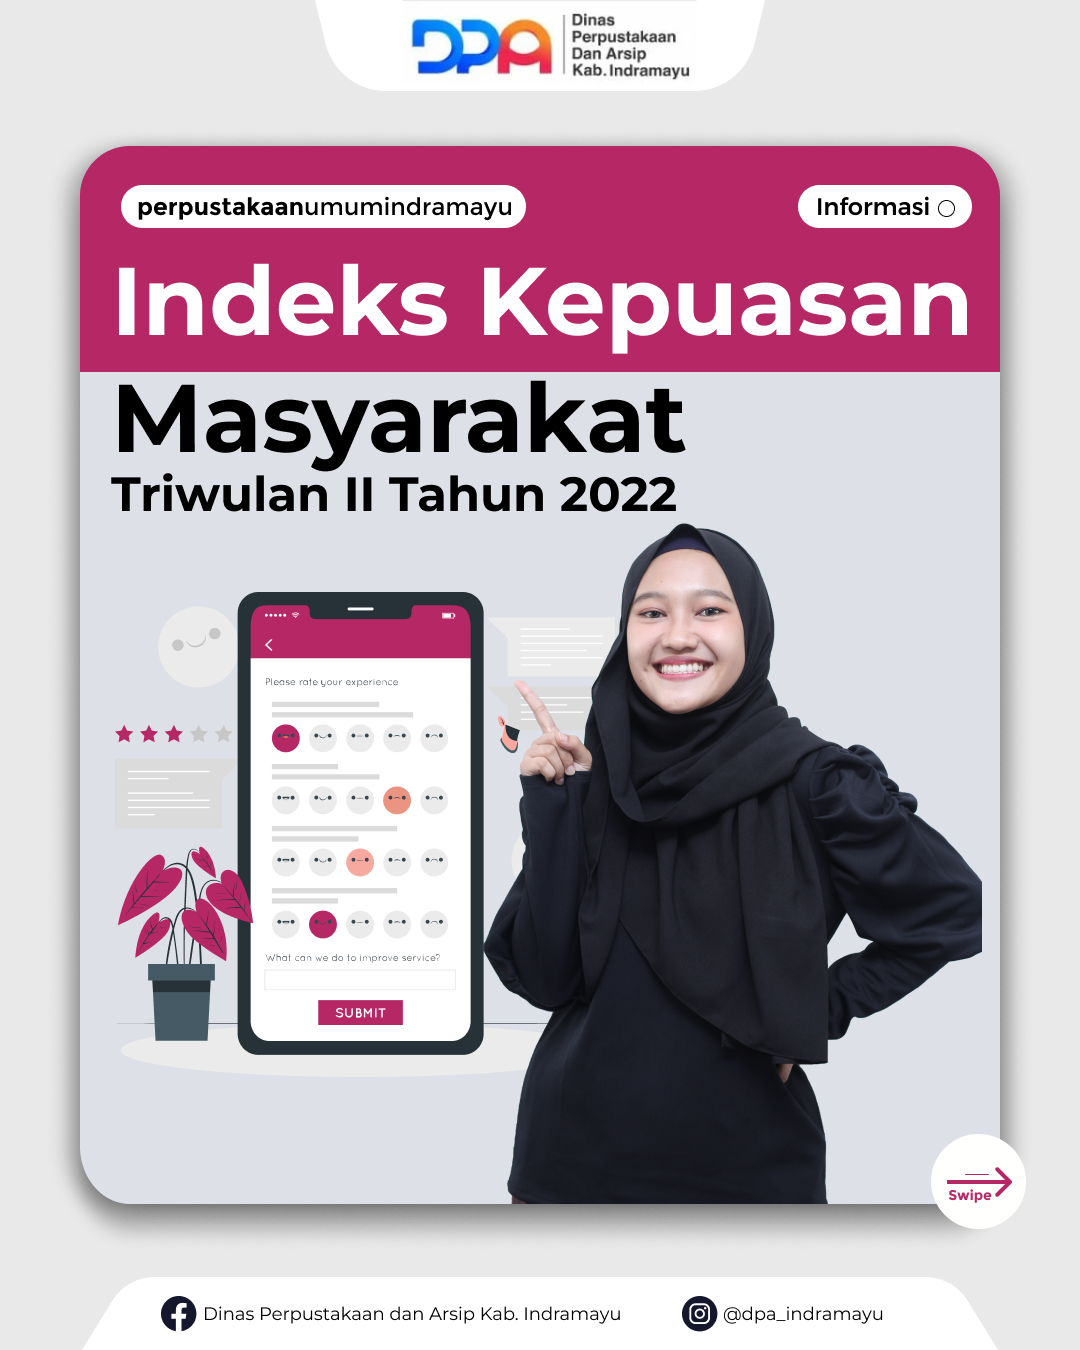 DPA
Dinas
Perpustakaan
Dan Arsip
Kab. Indramayu
perpustakaanumumindramayu
Informasi
Indeks Kepuasan
Masyarakat
Triwulan II Tahun 2022
Please rate your experience
What can we do to improve service?
SUBMIT
Swipe
Dinas Perpustakaan dan Arsip Kab. Indramayu
@dpa_indramayu